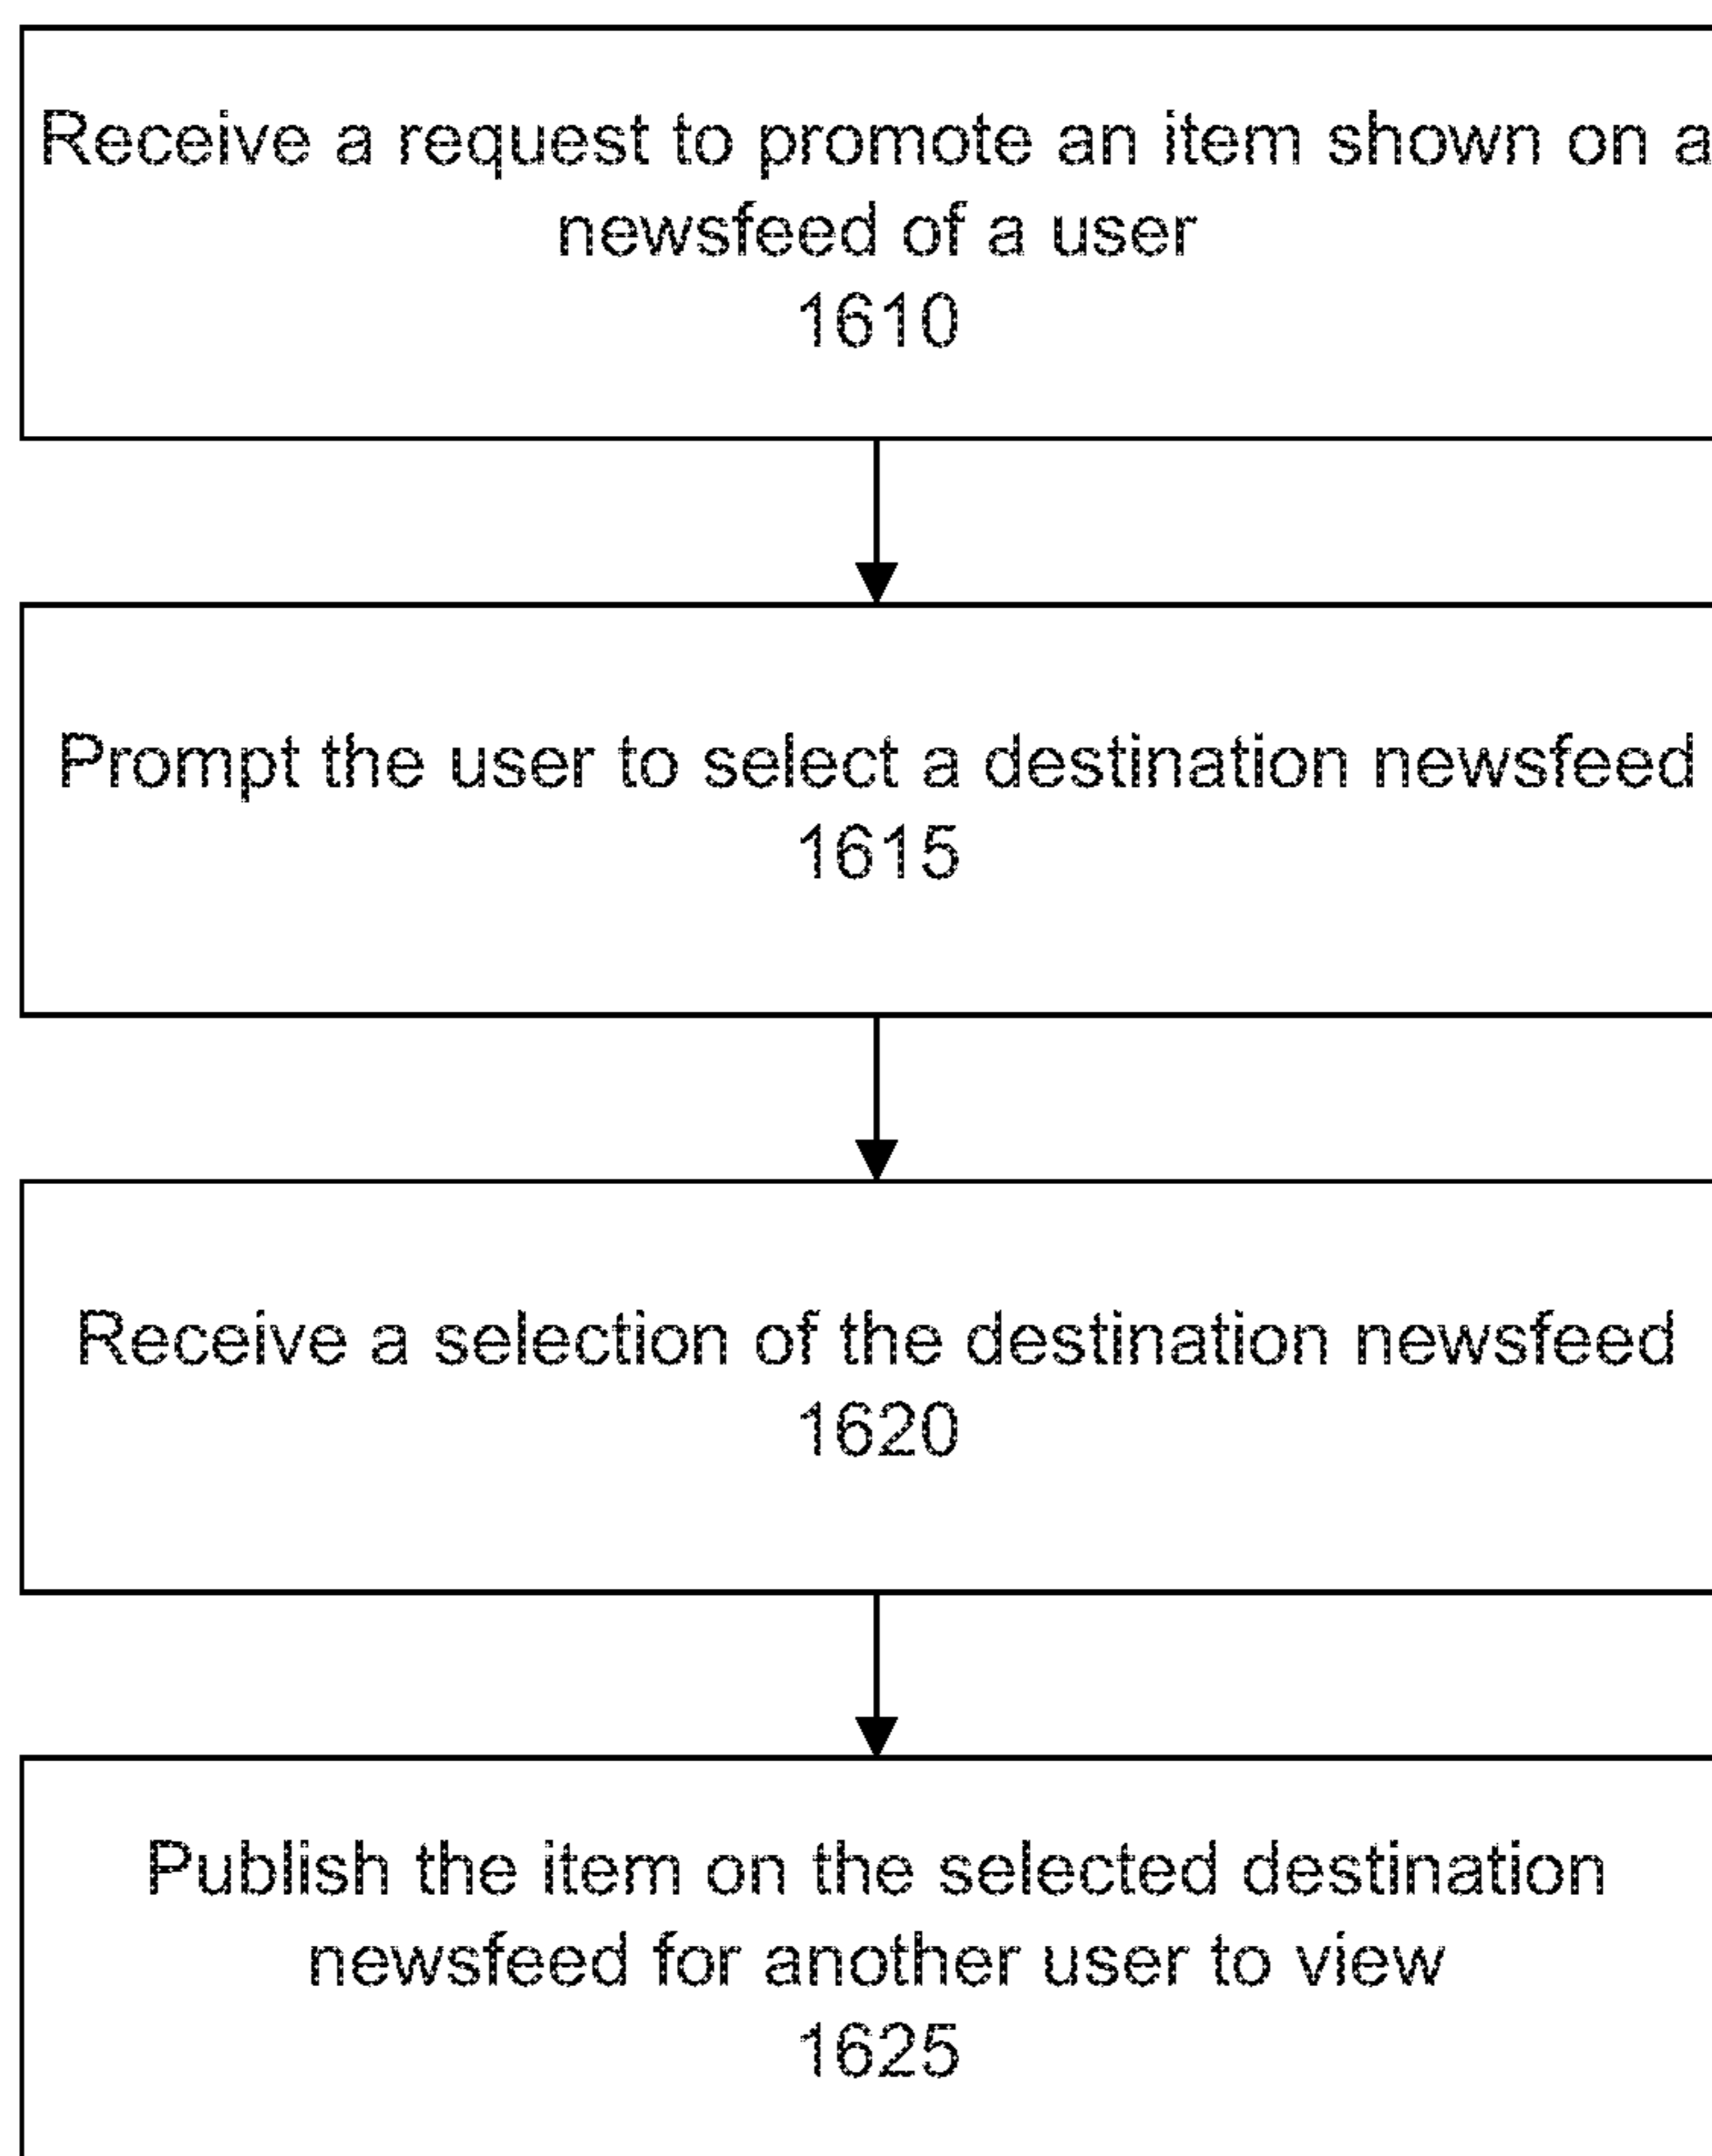 Receive a request to promote an item shown on a
newsfeed of a user
1610
Prompt the user to select a destination newsfeed
1615
Receive a selection of the destination newsfeed
1620
Publish the item on the selected destination
newsfeed for another user to view
1625